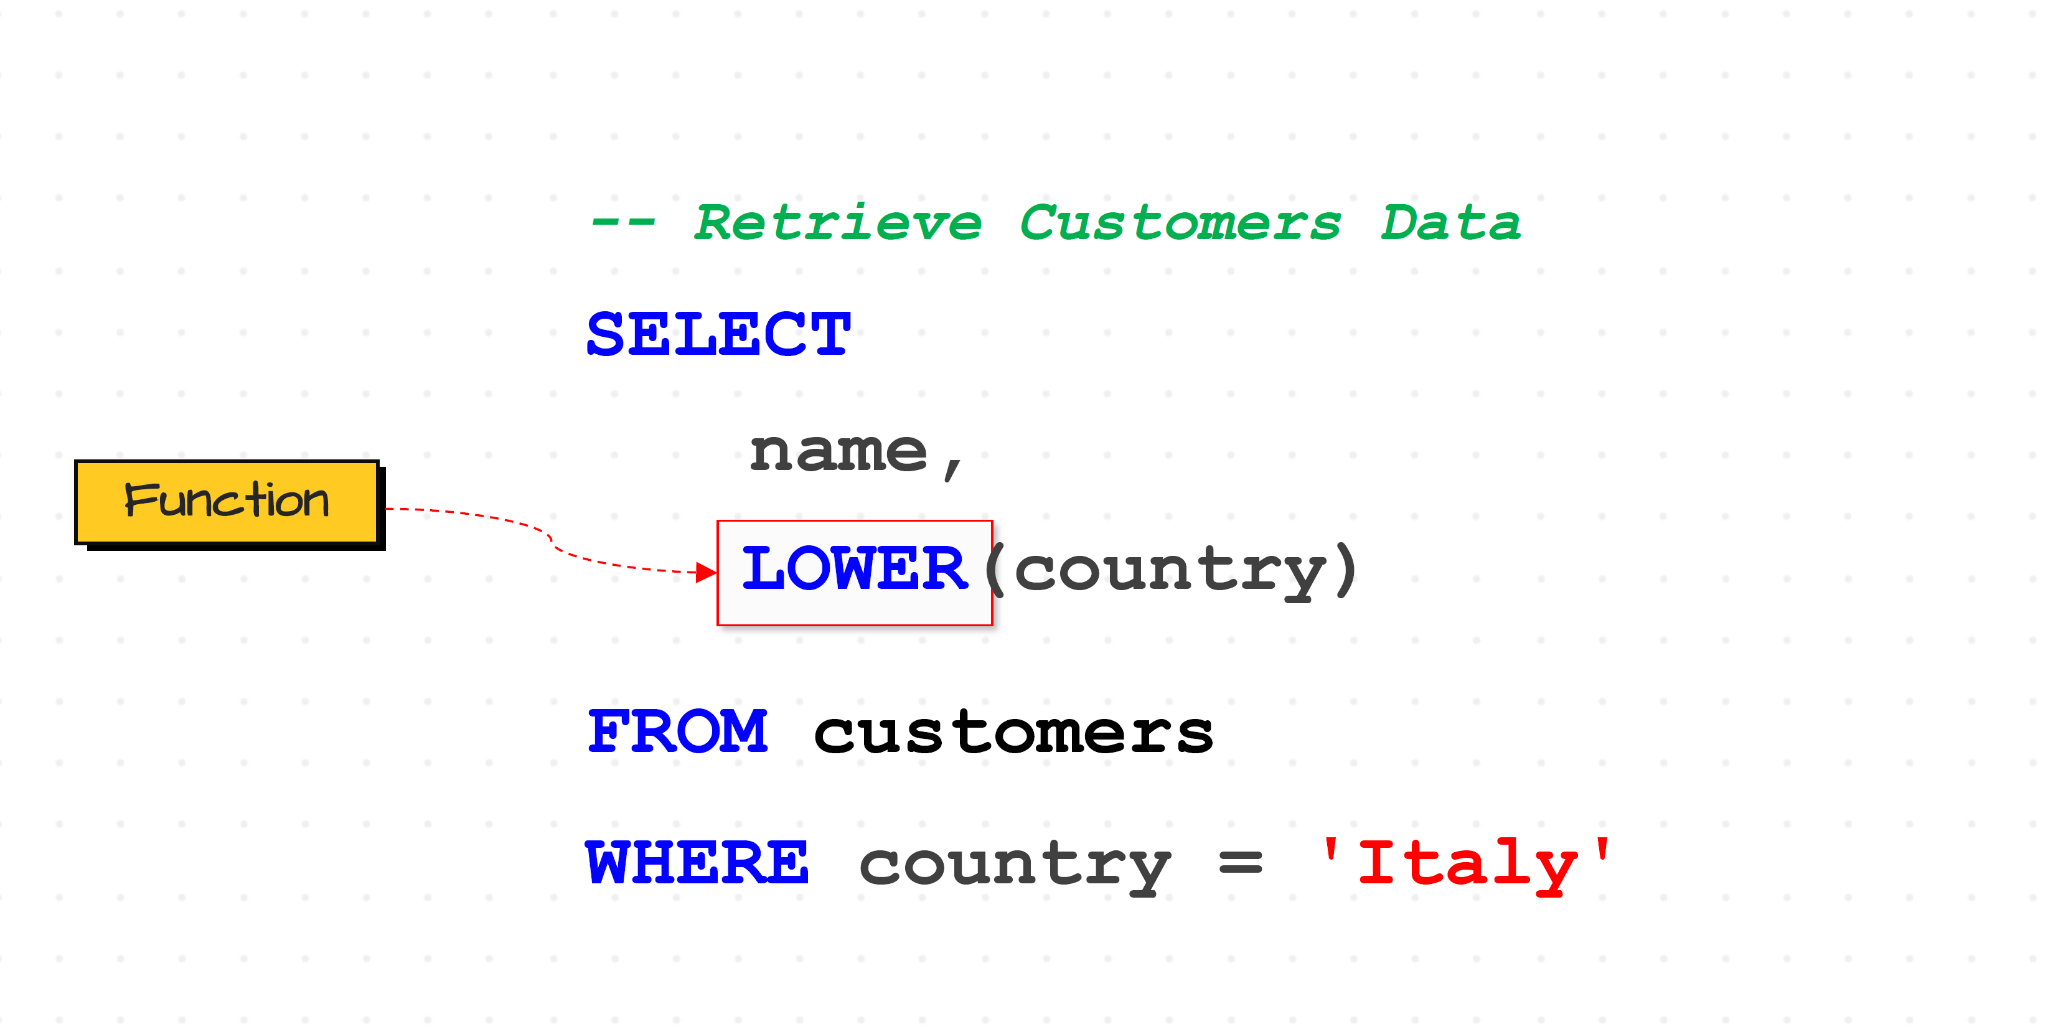 -- Retrieve Customers Data
SELECT
name,
Function
LOWER(country)
FROM customers
WHERE country = 'Italy'